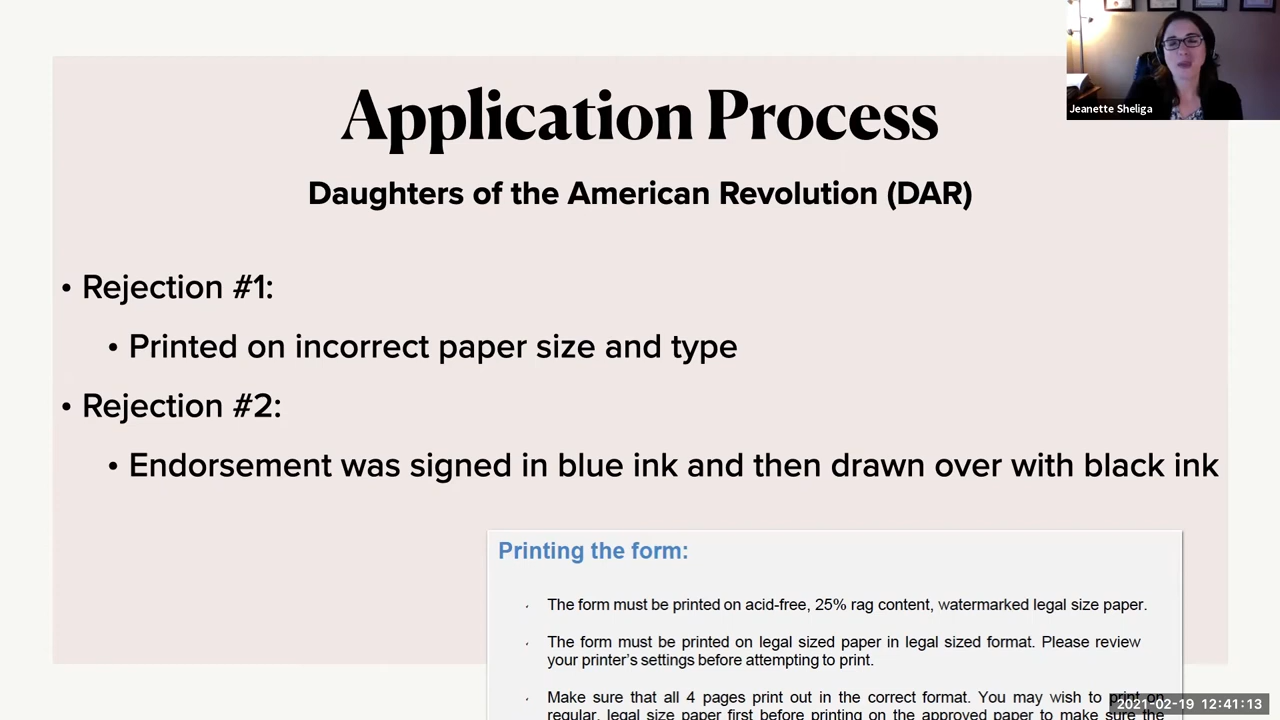 Application Process
Jeanette Sheliga
Daughters of the American Revolution (DAR)
• Rejection #1:
• Printed on incorrect paper size and type
• Rejection #2:
• Endorsement was signed in blue ink and then drawn over with black ink
Printing the form:
The form must be printed on acid-free, 25% rag content, watermarked legal size paper.
The form must be printed on legal sized paper in legal sized format. Please review
your printer's settings before attempting to print.
Make sure that all 4 pages print out in the correct format. You may wish to print on
regular, legal size paper first before printing on the approved paper to make sure the
2021-02-19 12:41:13